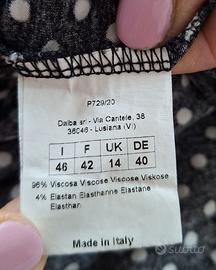 P729/20
Dalba srl - Via Cantele, 38
36046 - Lusiana (Vi)
I F UK DE
46 42 14 40
96% Viscosa Viscose Viscose Viskose
4% Elastan Elasthanne Elastane
Elasthan
Made in Italy
subito